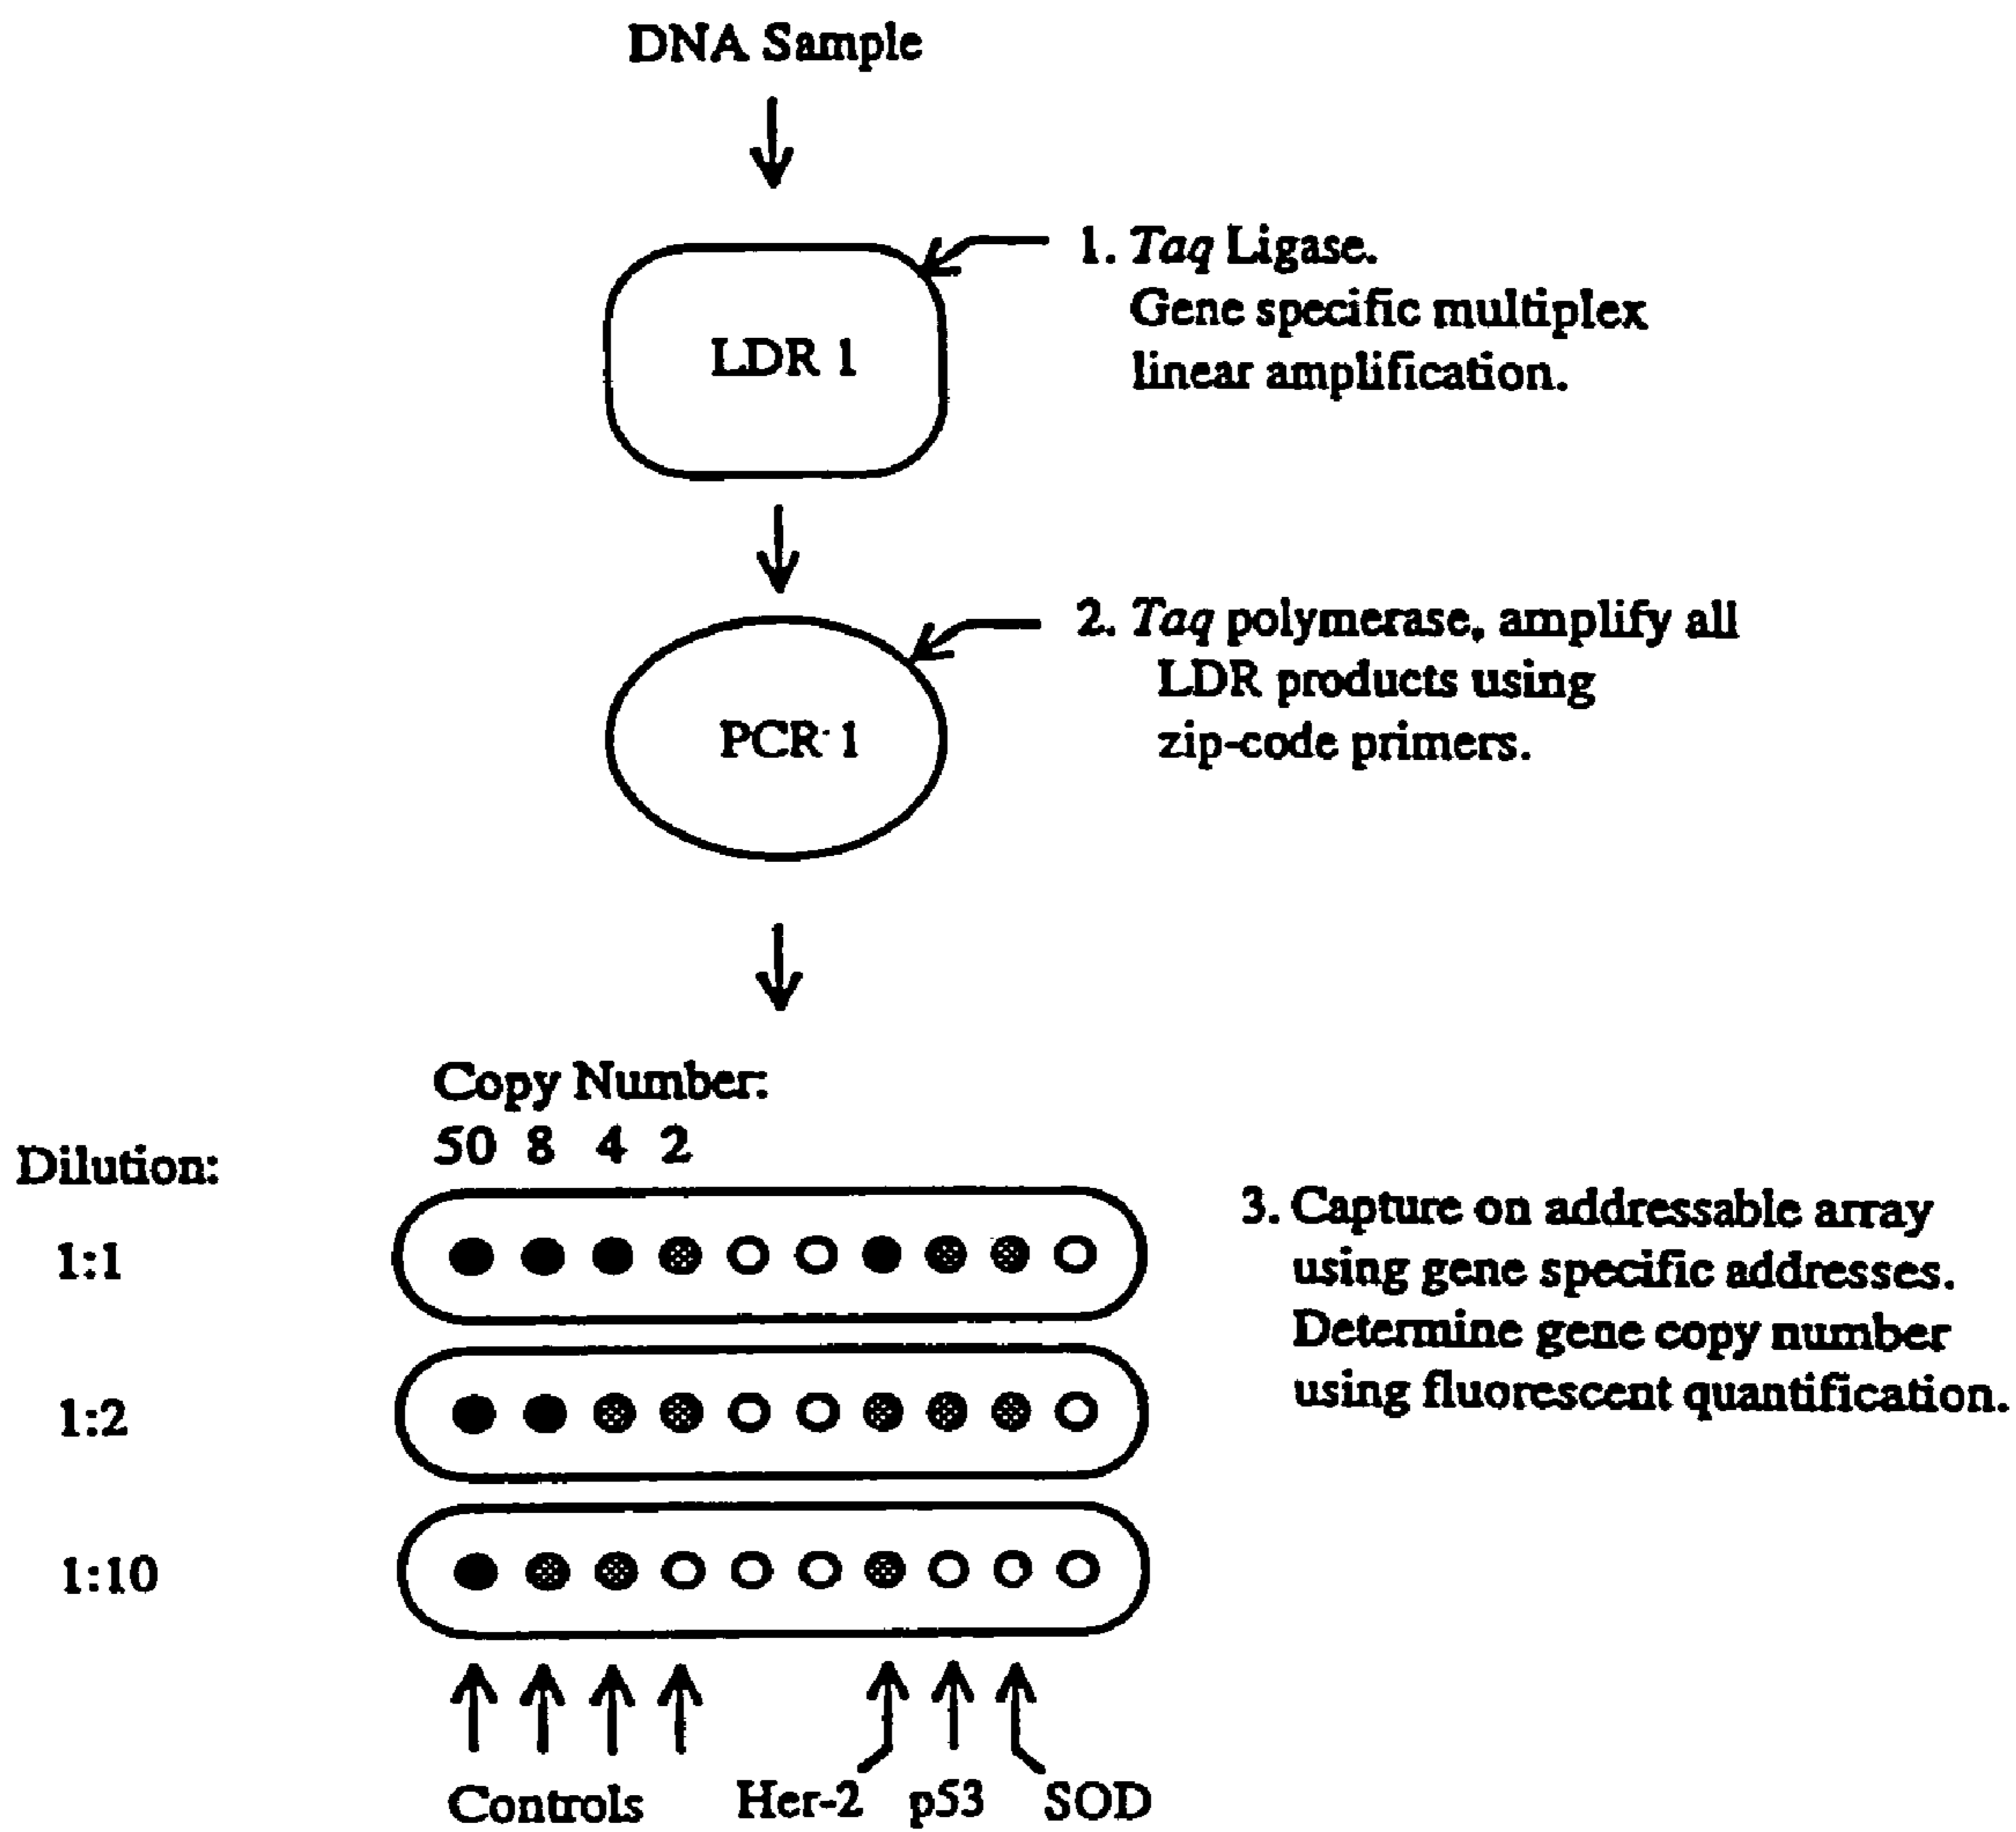 DNA Sample
1. Taq Ligase.
Gene specific multiplex
linear amplification.
LDR 1
2. Taq polymerase, amplify all
LDR products using
zip-code primers.
PCR 1
Copy Number:
50 8 4 2
Dilution:
1:1
1:2
1:10
3. Capture on addressable array
using gene specific addresses.
Determine gene copy number
using fluorescent quantification.
Controls
Her-2
p53
SOD